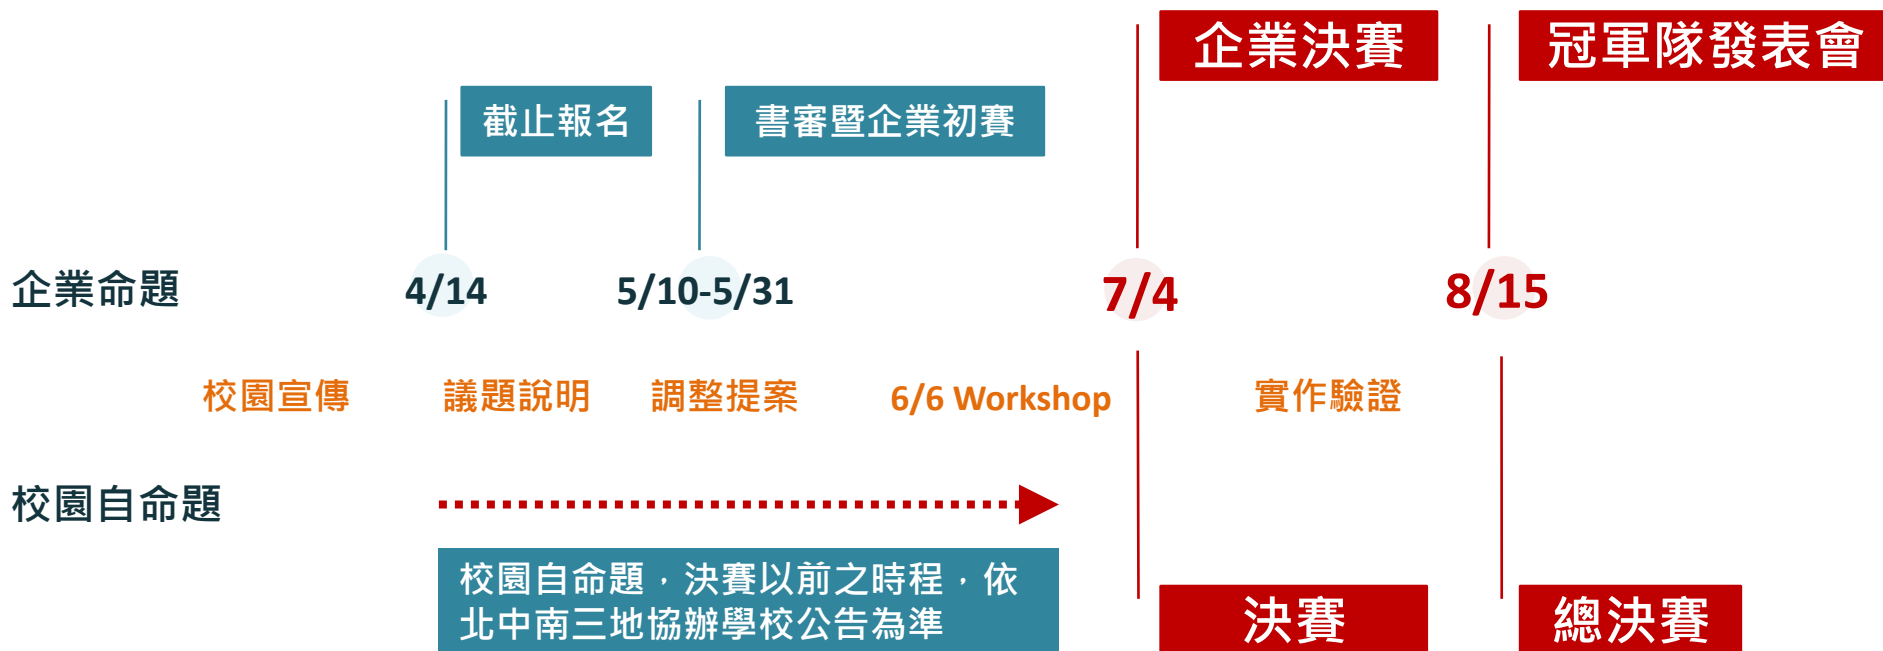 企業決賽
冠軍隊發表會
截止報名
書審暨企業初賽
企業命題
4/14
5/10-5/31
7/4
8/15
校園宣傳
議題說明
調整提案
6/6 Workshop
實作驗證
校園自命題
校園自命題，決賽以前之時程，依
北中南三地協辦學校公告為準
決賽
總決賽